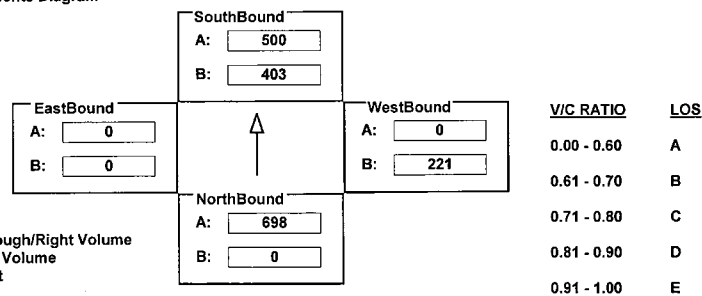 SouthBound
A: 500
B: 403
EastBound
A: 0
B: 0
WestBound
A: 0
B: 221
NorthBound
A: 698
B: 0
Volume
V/C RATIO LOS
0.00 - 0.60 A
0.61 - 0.70 B
0.71 - 0.80 C
0.81 - 0.90 D
0.91 - 1.00 E